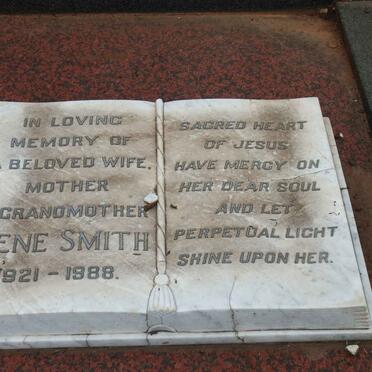 IN LOVING
MEMORY OF
A BELOVED WIFE,
MOTHER
GRANDMOTHER
ENE SMITH
1921 - 1988.
SACRED HEART
OF JESUS
HAVE MERCY ON
HER DEAR SOUL
AND LET
PERPETUAL LIGHT
SHINE UPON HER.